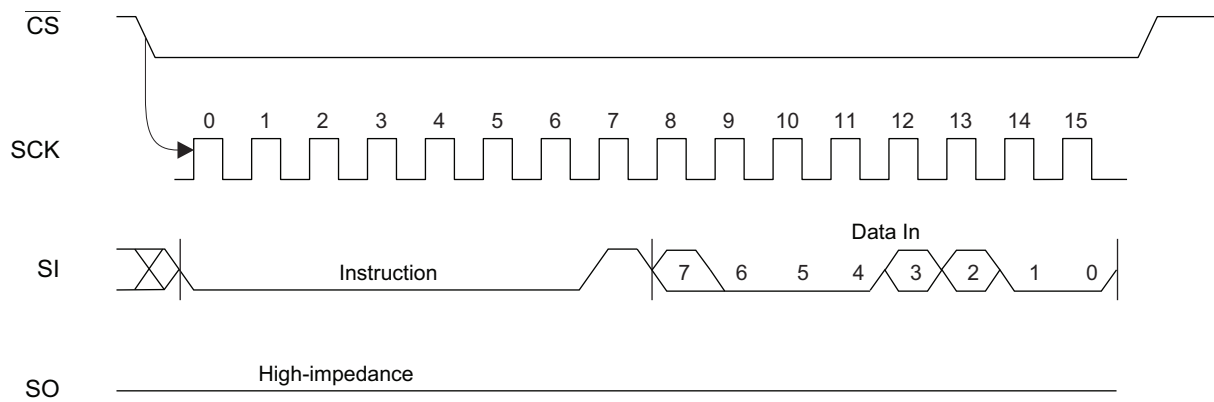 CS
SCK
0 1 2 3 4 5 6 7 8 9 10 11 12 13 14 15
SI
Instruction
Data In
7 6 5 4 3 2 1 0
SO
High-impedance